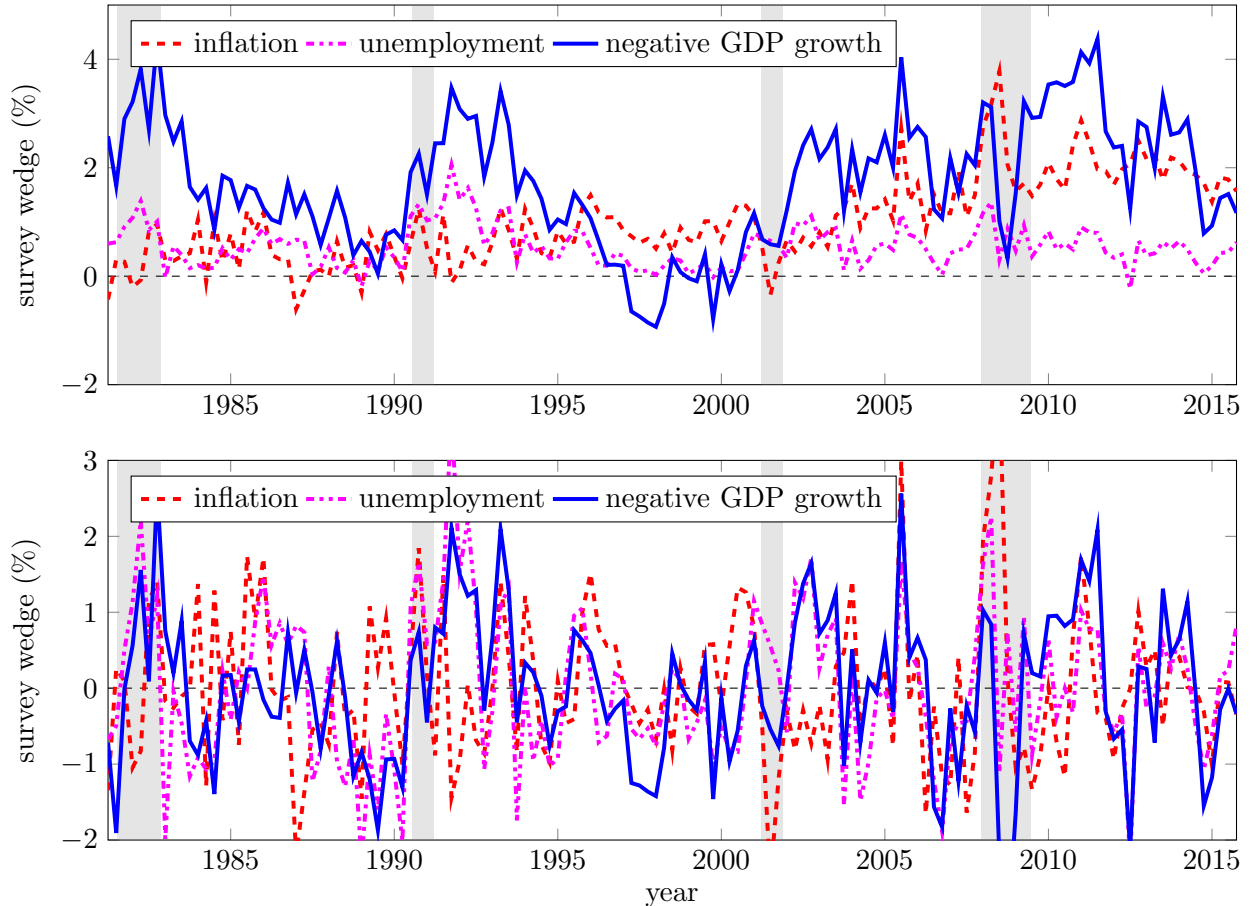 4
2
0
−2
survey wedge (%)
inflation unemployment negative GDP growth
1985 1990 1995 2000 2005 2010 2015
3
2
1
0
−1
−2
survey wedge (%)
inflation unemployment negative GDP growth
1985 1990 1995 2000 2005 2010 2015
year